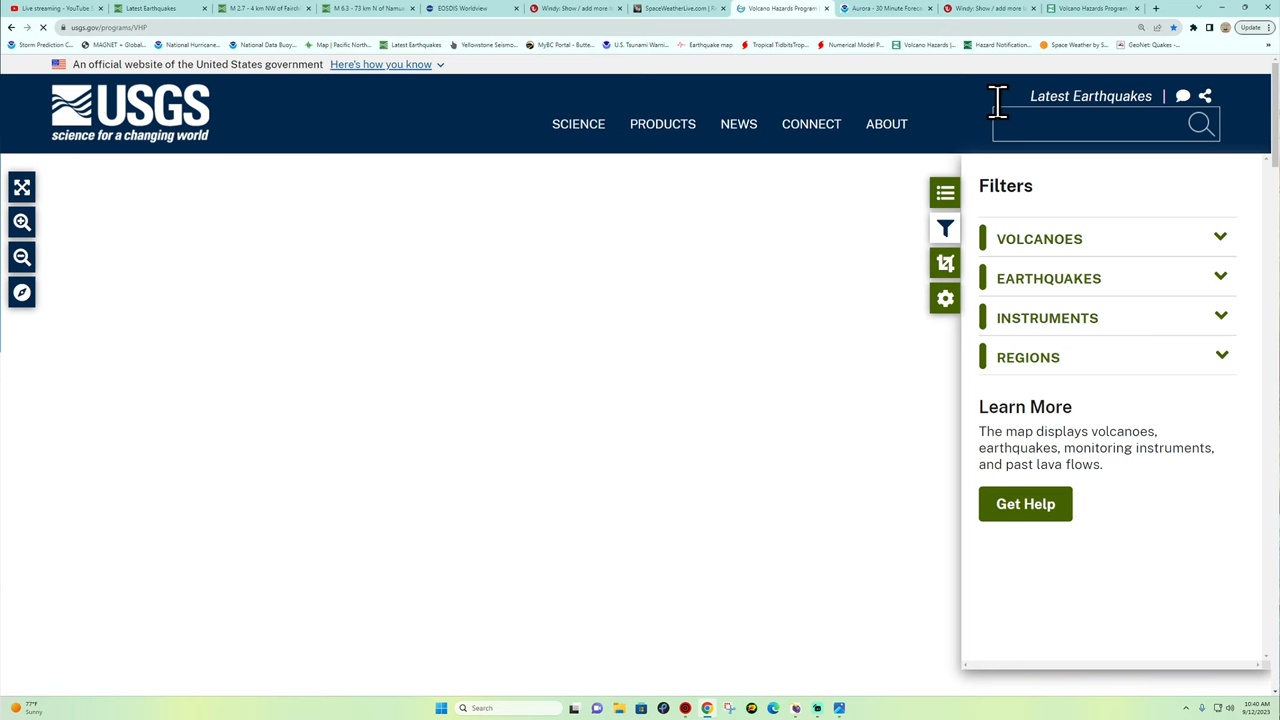 Live streaming - YouTube S
Latest Earthquakes
M 2.7 - 4 km NW of Fairdi
M 6.3 - 73 km N of Namu
EOSDIS Worldview
Windy: Show / add more l
SpaceWeatherLive.com | R
Volcano Hazards Program |
Aurora - 30 Minute Foreca
Windy: Show / add more l
Volcano Hazards Program |
usgs.gov/programs/VHP
Update
Storm Prediction C...
MAGNET + Global...
National Hurricane...
National Data Buoy...
Map | Pacific North...
Latest Earthquakes
Yellowstone Seismo...
MyBC Portal - Butte...
U.S. Tsunami Warni...
Earthquake map
Tropical TidbitsTrop...
Numerical Model P...
Volcano Hazards |...
Hazard Notification...
Space Weather by S...
GeoNet: Quakes -...
An official website of the United States government Here's how you know
USGS
science for a changing world
Latest Earthquakes |
SCIENCE PRODUCTS NEWS CONNECT ABOUT
Filters
VOLCANOES
EARTHQUAKES
INSTRUMENTS
REGIONS
Learn More
The map displays volcanoes,
earthquakes, monitoring instruments,
and past lava flows.
Get Help
77°F
Sunny
Search
10:40 AM
9/12/2023